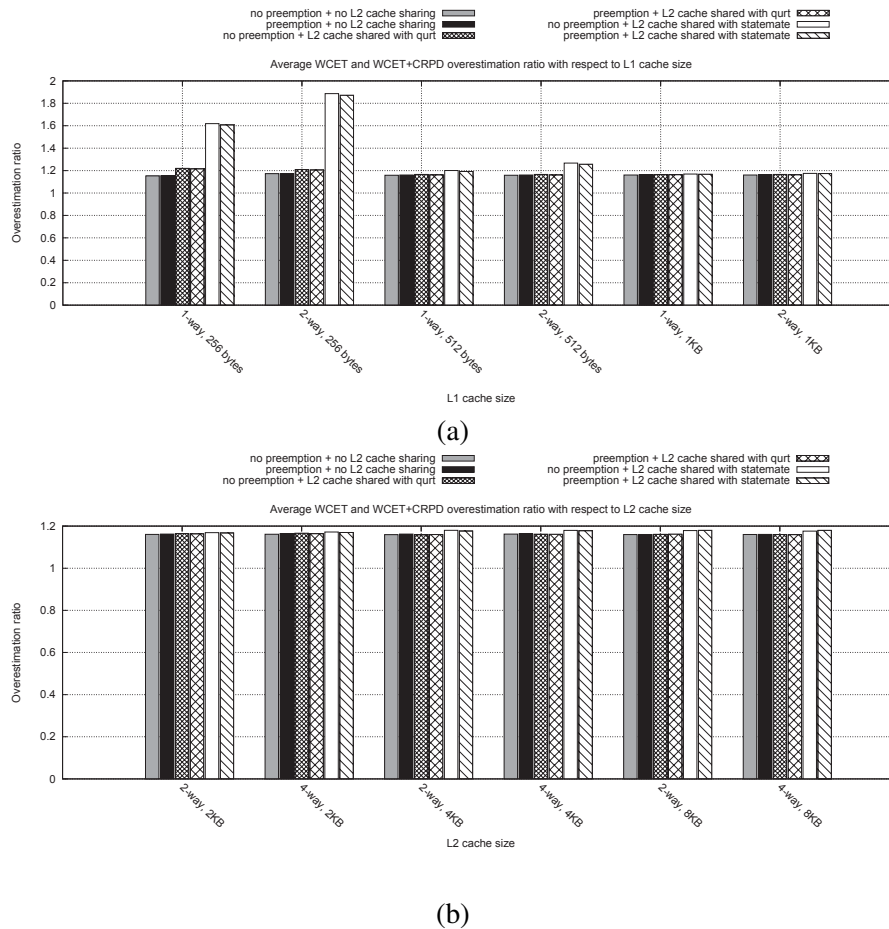 no preemption + no L2 cache sharing
preemption + no L2 cache sharing
no preemption + L2 cache shared with qurt
preemption + L2 cache shared with qurt
no preemption + L2 cache shared with statemate
preemption + L2 cache shared with statemate
Average WCET and WCET+CRPD overestimation ratio with respect to L1 cache size
Overestimation ratio
2
1.8
1.6
1.4
1.2
1
0.8
0.6
0.4
0.2
0
1-way, 256 bytes
2-way, 256 bytes
1-way, 512 bytes
2-way, 512 bytes
1-way, 1KB
2-way, 1KB
L1 cache size
(a)
no preemption + no L2 cache sharing
preemption + no L2 cache sharing
no preemption + L2 cache shared with qurt
preemption + L2 cache shared with qurt
no preemption + L2 cache shared with statemate
preemption + L2 cache shared with statemate
Average WCET and WCET+CRPD overestimation ratio with respect to L2 cache size
Overestimation ratio
1.2
1
0.8
0.6
0.4
0.2
0
2-way, 2KB
4-way, 2KB
2-way, 4KB
4-way, 4KB
2-way, 8KB
4-way, 8KB
L2 cache size
(b)